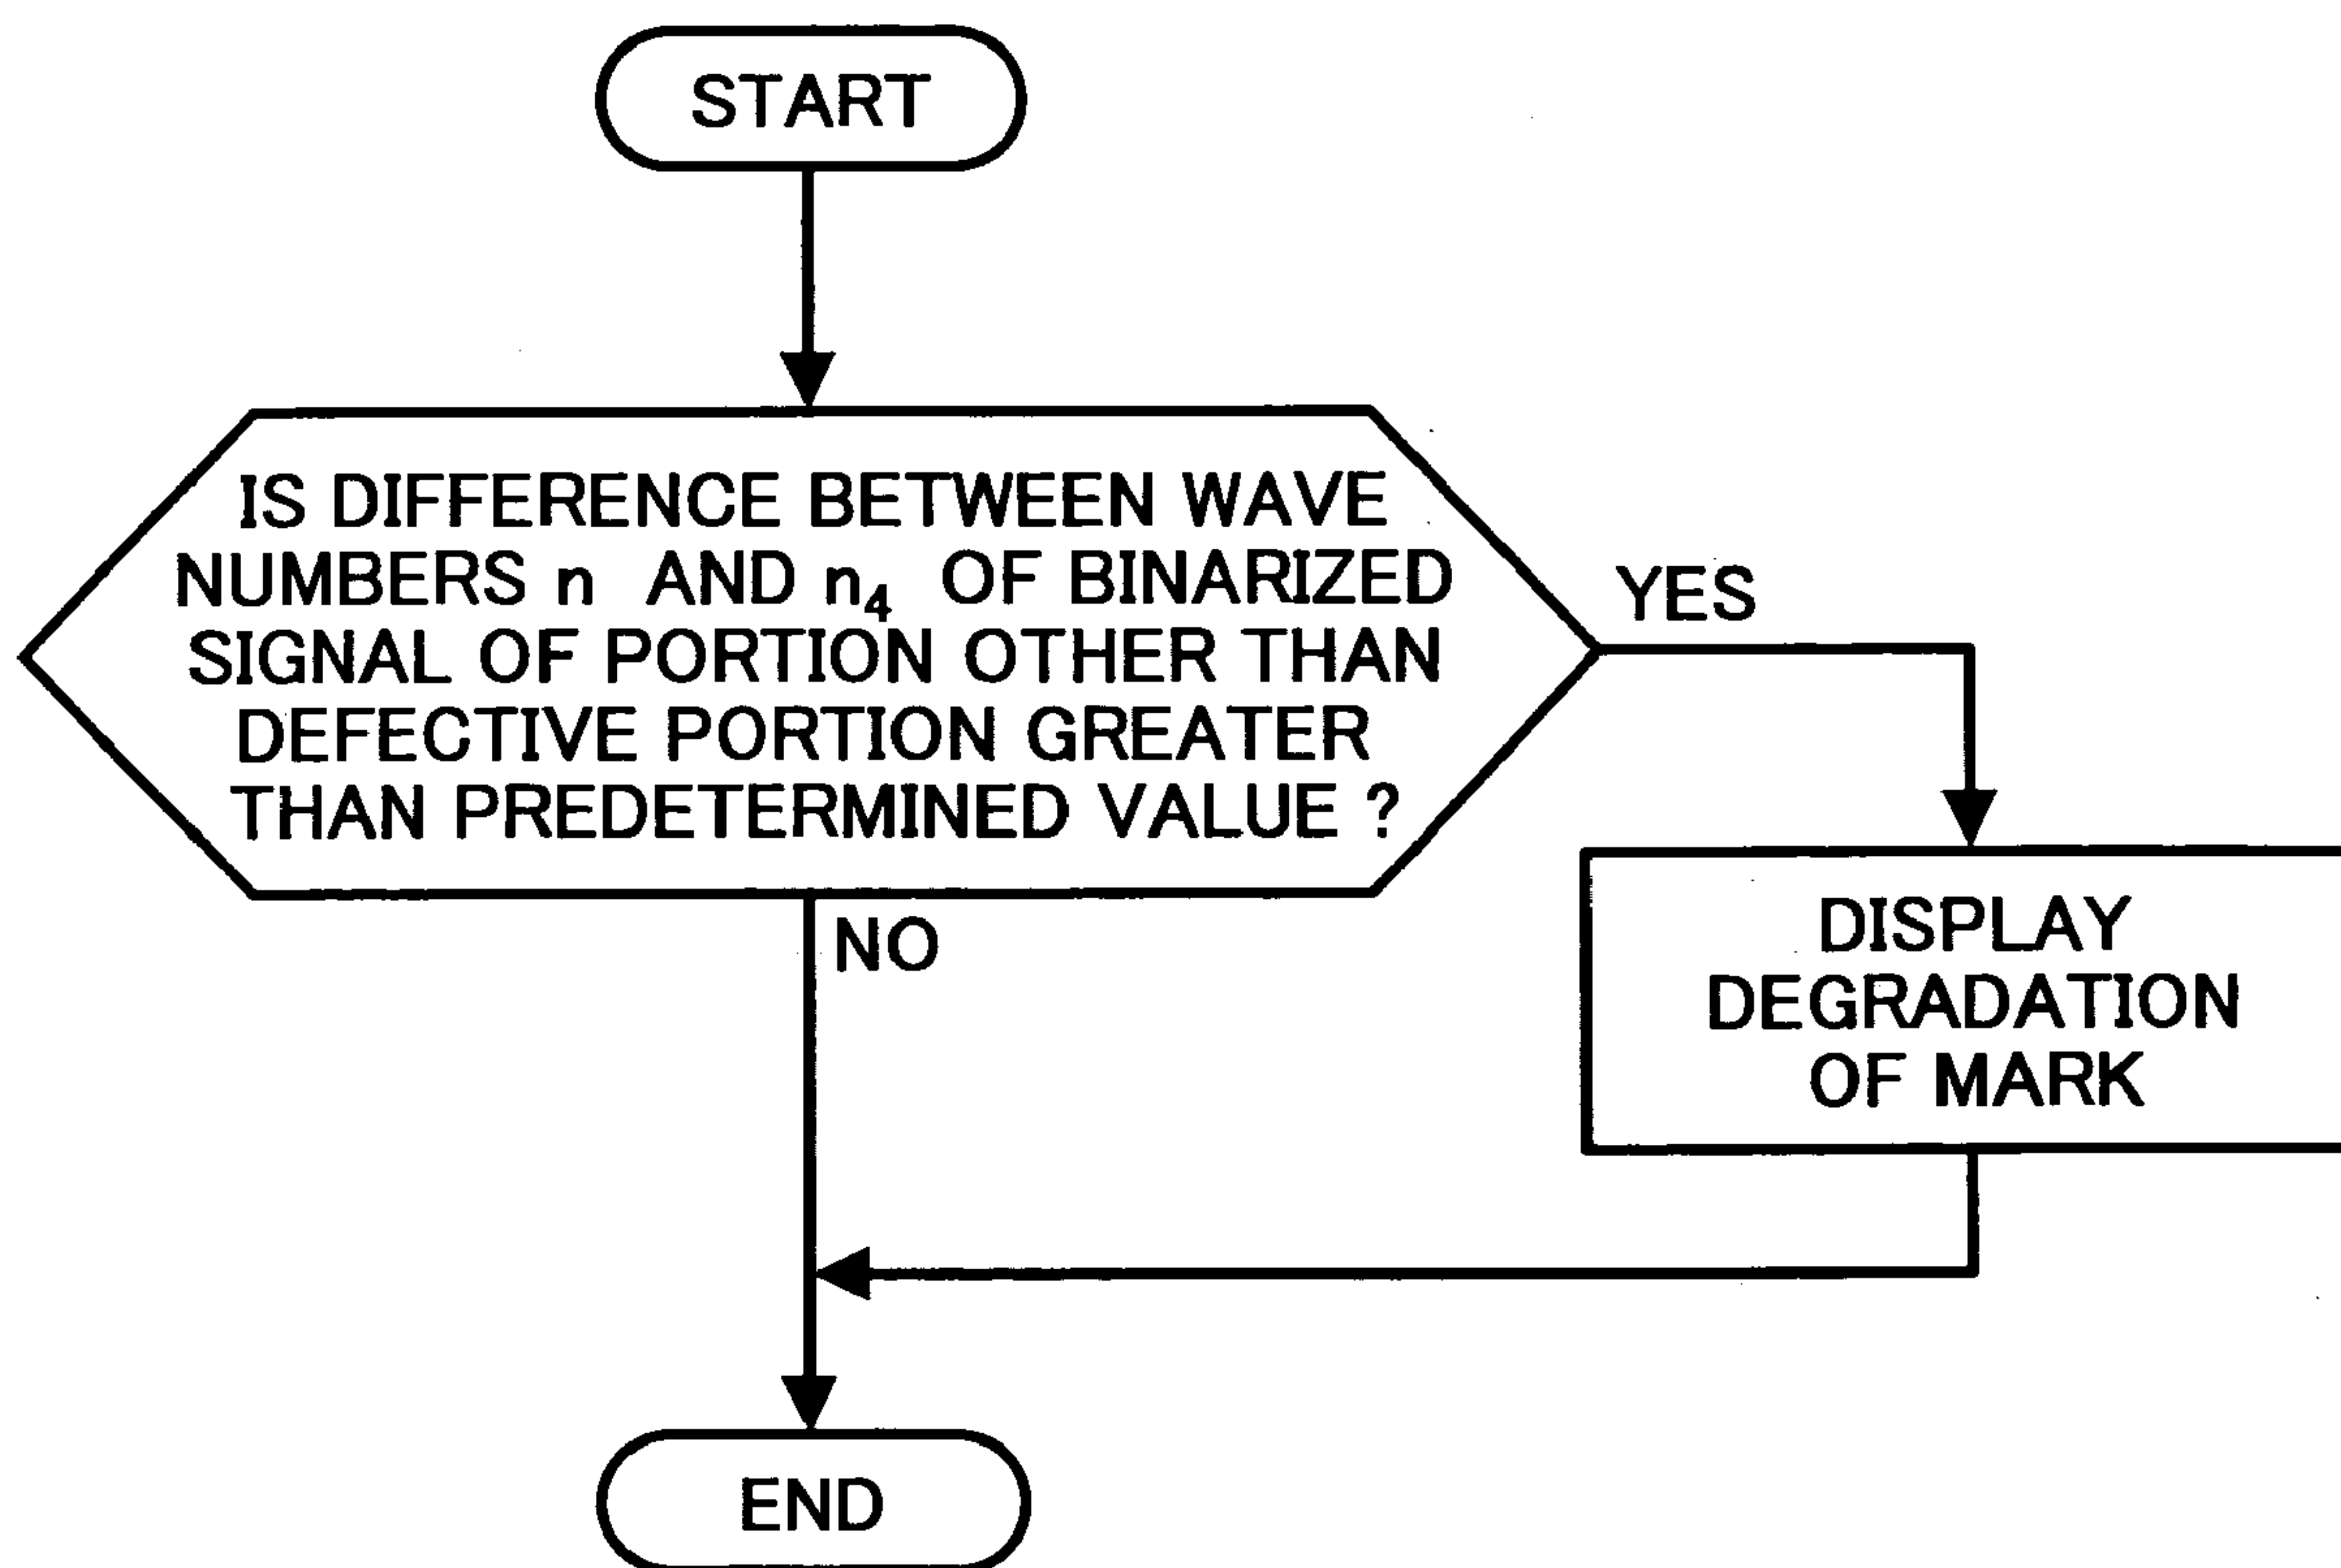 START
IS DIFFERENCE BETWEEN WAVE
NUMBERS n AND n₄ OF BINARIZED
SIGNAL OF PORTION OTHER THAN
DEFECTIVE PORTION GREATER
THAN PREDETERMINED VALUE ?
YES
NO
DISPLAY
DEGRADATION
OF MARK
END